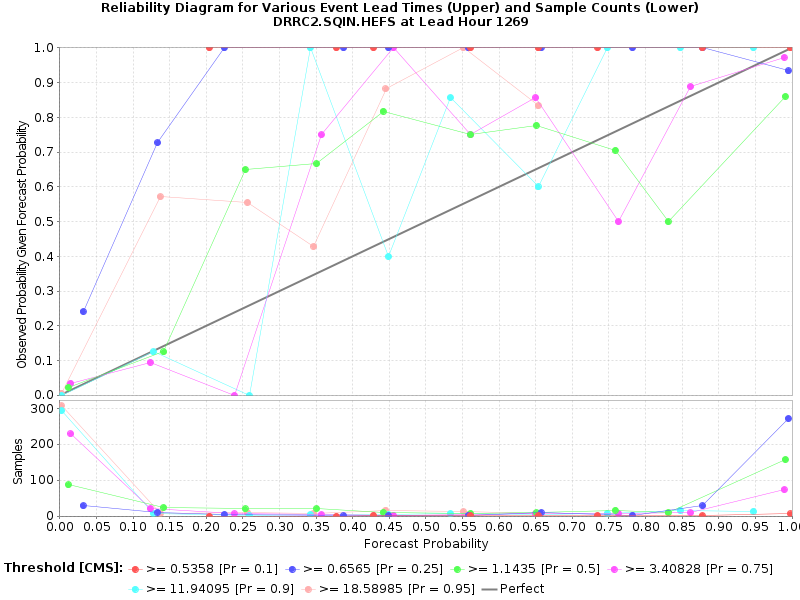 Reliability Diagram for Various Event Lead Times (Upper) and Sample Counts (Lower)
DRRC2.SQIN.HEFS at Lead Hour 1269
Observed Probability Given Forecast Probability
1.0
0.9
0.8
0.7
0.6
0.5
0.4
0.3
0.2
0.1
0.0
Samples
300
200
100
0
0.00 0.05 0.10 0.15 0.20 0.25 0.30 0.35 0.40 0.45 0.50 0.55 0.60 0.65 0.70 0.75 0.80 0.85 0.90 0.95 1.0
Forecast Probability
Threshold [CMS]: >= 0.5358 [Pr = 0.1] >= 0.6565 [Pr = 0.25] >= 1.1435 [Pr = 0.5] >= 3.40828 [Pr = 0.75]
>= 11.94095 [Pr = 0.9] >= 18.58985 [Pr = 0.95] Perfect